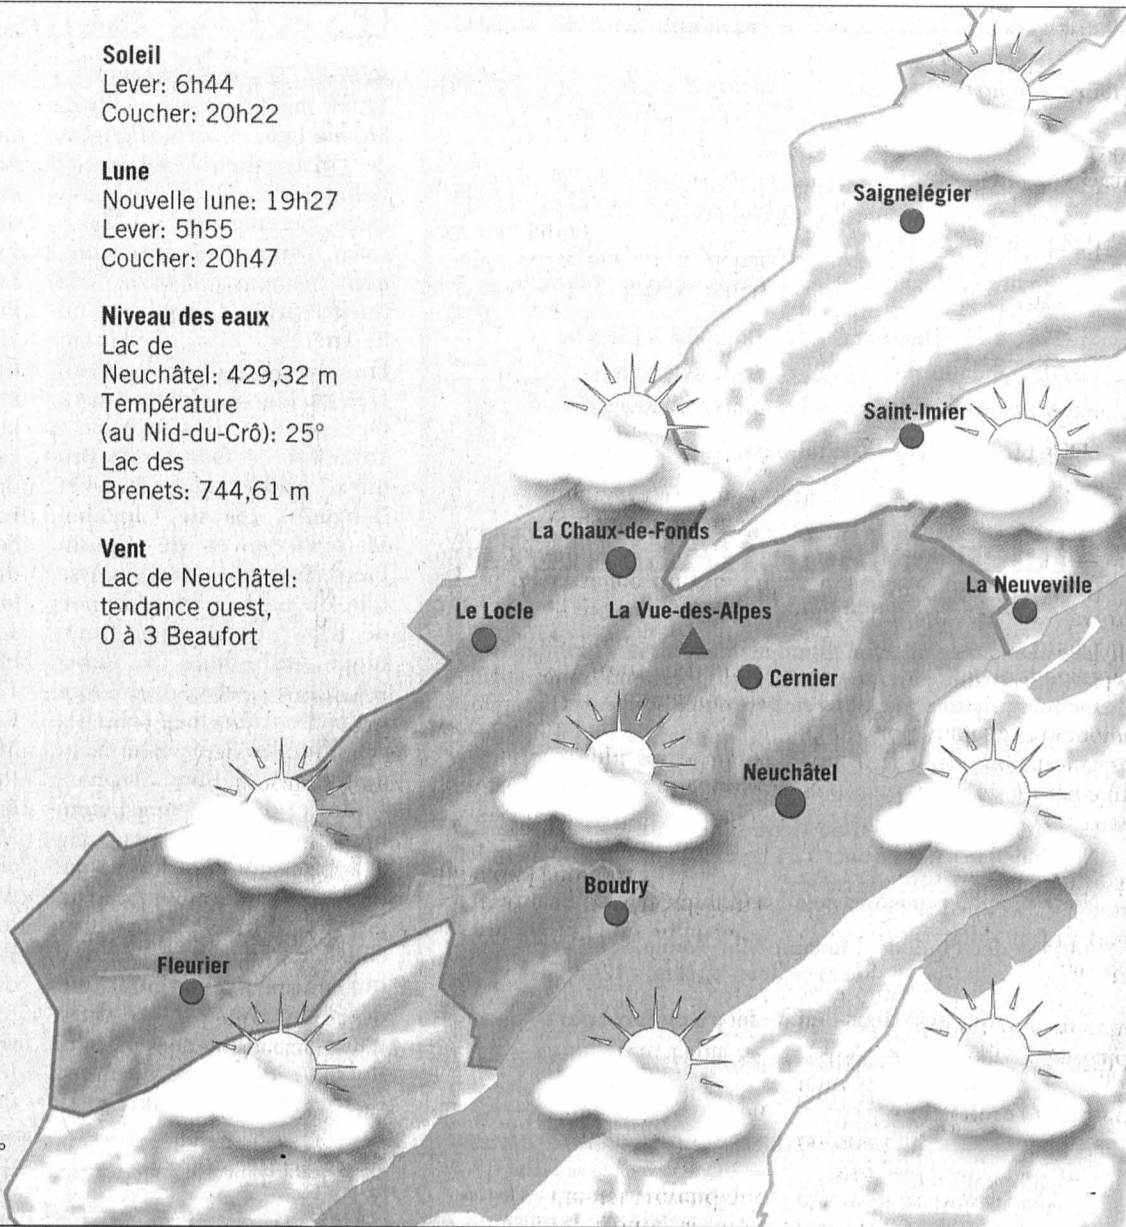 Soleil
Lever: 6h44
Coucher: 20h22
Lune
Nouvelle lune: 19h27
Lever: 5h55
Coucher: 20h47
Niveau des eaux
Lac de
Neuchâtel: 429,32 m
Température
(au Nid-du-Crô): 25°
Lac des
Brenets: 744,61 m
Vent
Lac de Neuchâtel:
tendance ouest,
0 à 3 Beaufort
Saignelégier
Saint-Imier
La Chaux-de-Fonds
La Neuveville
Le Locle
La Vue-des-Alpes
Cernier
Neuchâtel
Boudry
Fleurier